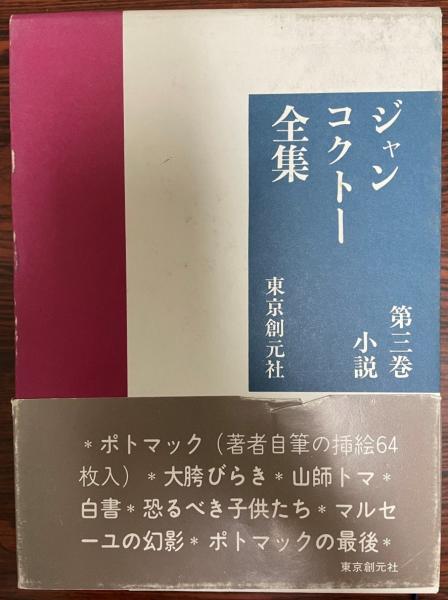 ジャン
コクトー
全集
第三巻
小説
東京創元社
*ポトマック（著者自筆の挿絵64
枚入）*大胯びらき*山師トマ*
白書*恐るべき子供たち*マルセ
ーユの幻影*ポトマックの最後*
東京創元社